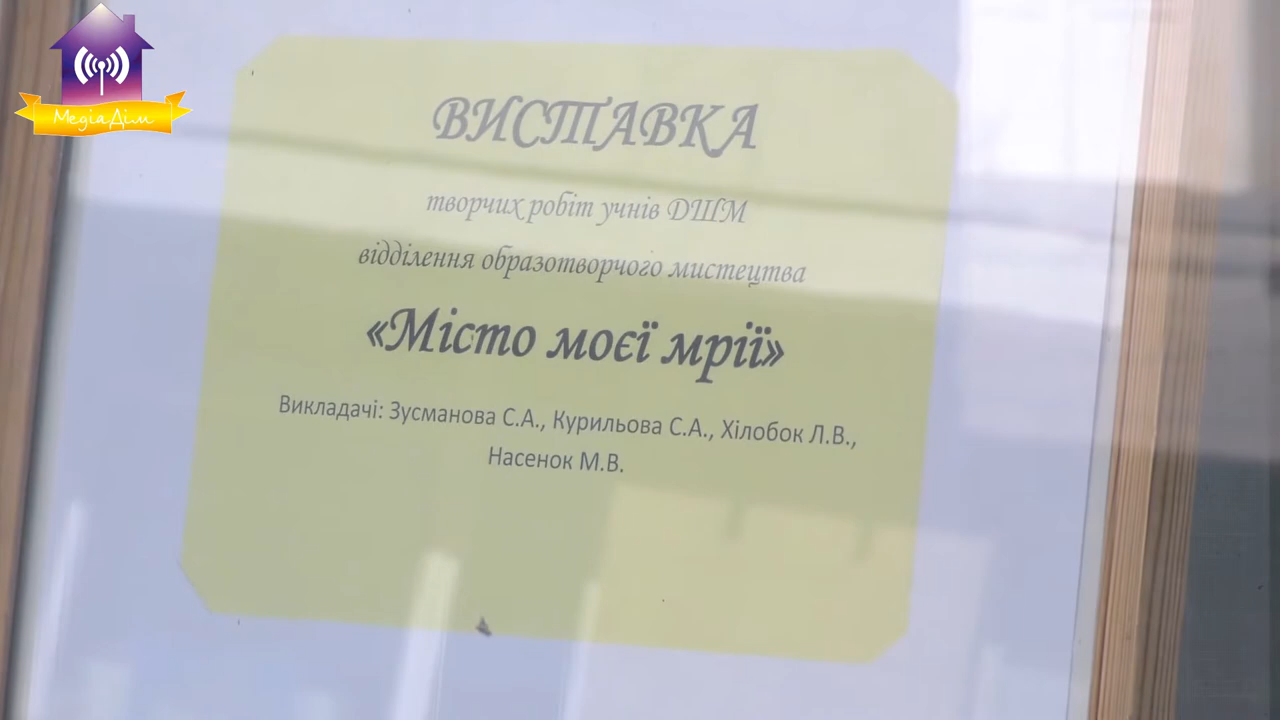 МедіаДім
ВИСТАВКА
творчих робіт учнів ДШМ
відділення образотворчого мистецтва
«Місто моєї мрії»
Викладачі: Зусманова С.А., Курильова С.А., Хілобок Л.В.,
Насенок М.В.